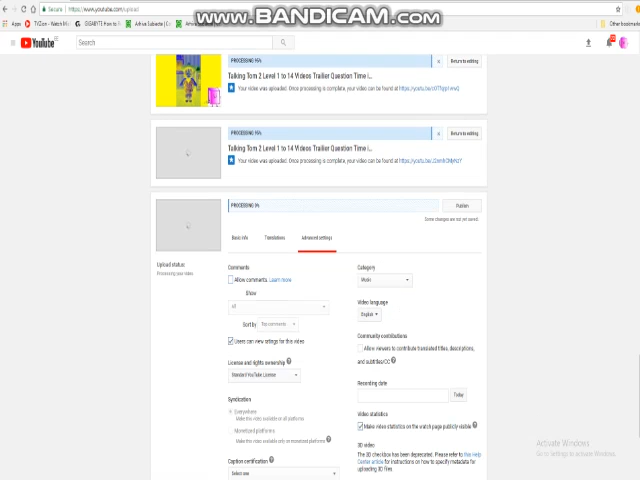 WWW.BANDICAM.COM
Secure
https://www.youtube.com/upload
Apps
Other bookmarks
YouTube
Search
PROCESSING
Return to editing
Talking Tom 2 Level 1 to 14 Videos Trailier Question Time i...
Your video was uploaded. Once processing is complete, your video can be found at
PROCESSING
Return to editing
Talking Tom 2 Level 1 to 14 Videos Trailier Question Time i...
Your video was uploaded. Once processing is complete, your video can be found at
PROCESSING
Publish
Some changes are not yet saved.
Basic info
Translations
Advanced settings
Upload status:
Processing your video.
Comments
Allow comments. Learn more
Show
All
Sort by Top comments
Users can view ratings for this video
License and rights ownership
Standard YouTube License
Syndication
Everywhere
Make this video available on all platforms
Monetized platforms
Make this video available only on monetized platforms
Caption certification
Select one
Category
Music
Video language
English
Community contributions
Allow viewers to contribute translated titles, descriptions,
and subtitles/CC
Recording date
Today
Video statistics
Make video statistics on the watch page publicly visible
3D video
The 3D checkbox has been deprecated. Please refer to this Help
Center article for instructions on how to specify metadata for
uploading 3D files.
Activate Windows
Go to Settings to activate Windows.